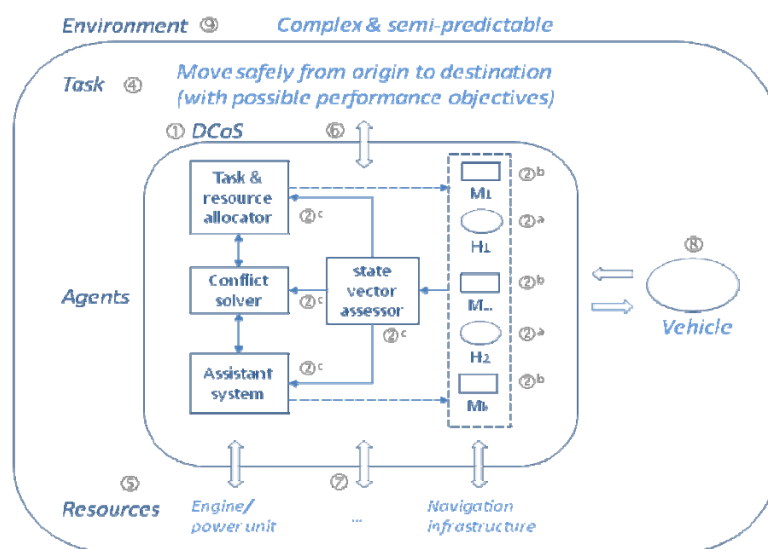 Environment ⑨ Complex & semi-predictable
Task ④ Move safely from origin to destination
(with possible performance objectives)
① DCoS ⑥
Task &
resource
allocator
②c
M1
②b
H1
②a
Conflict
solver
②c
state
vector
assessor
②c
M...
②b
H2
②a
Agents
Assistant
system
②c
②b
⑧
Vehicle
⑤ ⑦
Resources
Engine/
power unit
...
Navigation
infrastructure